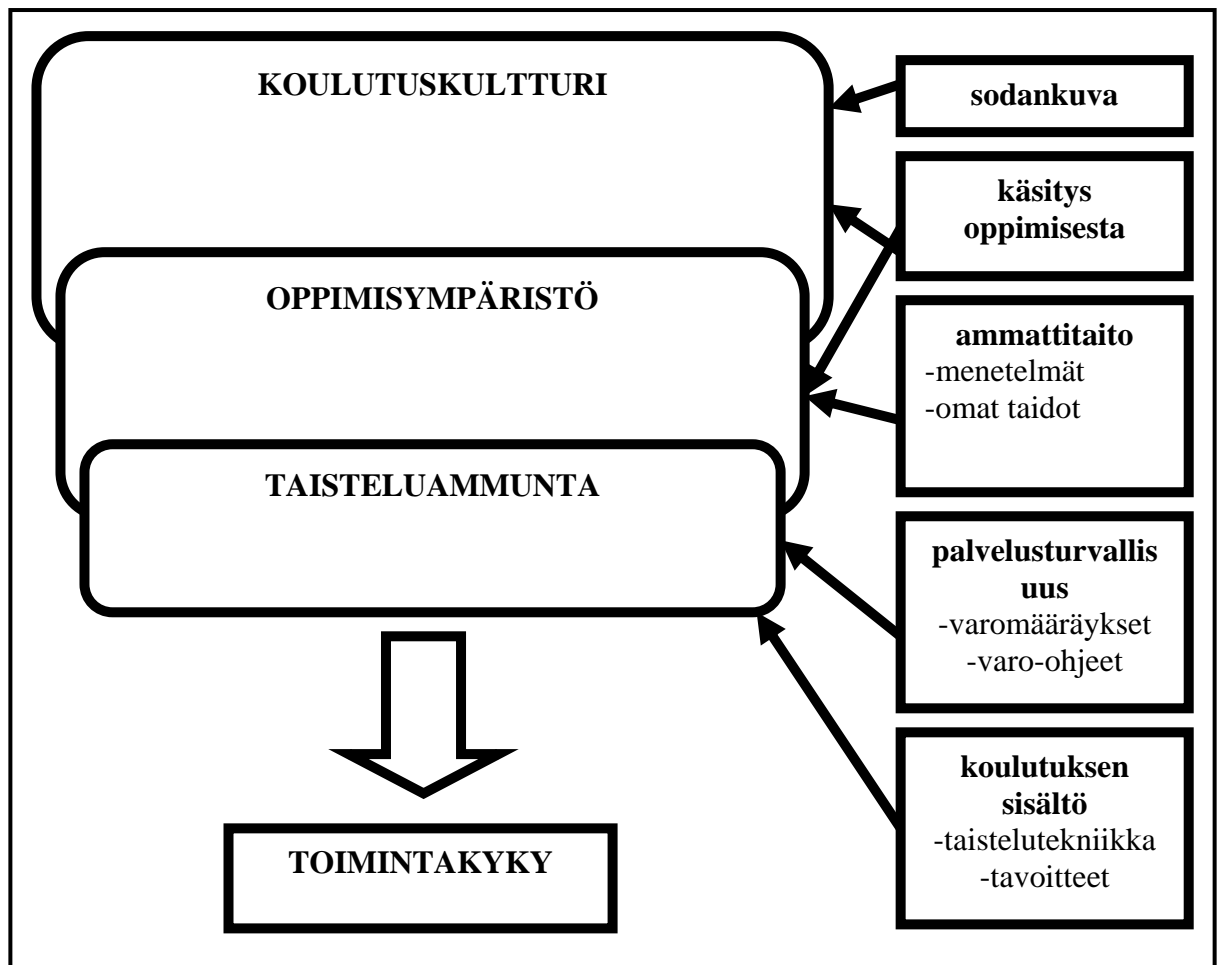 KOULUTUSKULTTURI
OPPIMISYMPÄRISTÖ
TAISTELUAMMUNTA
TOIMINTAKYKY
sodankuva
käsitys
oppimisesta
ammattitaito
-menetelmät
-omat taidot
palvelusturvallis
uus
-varomääräykset
-varo-ohjeet
koulutuksen
sisältö
-taistelutekniikka
-tavoitteet